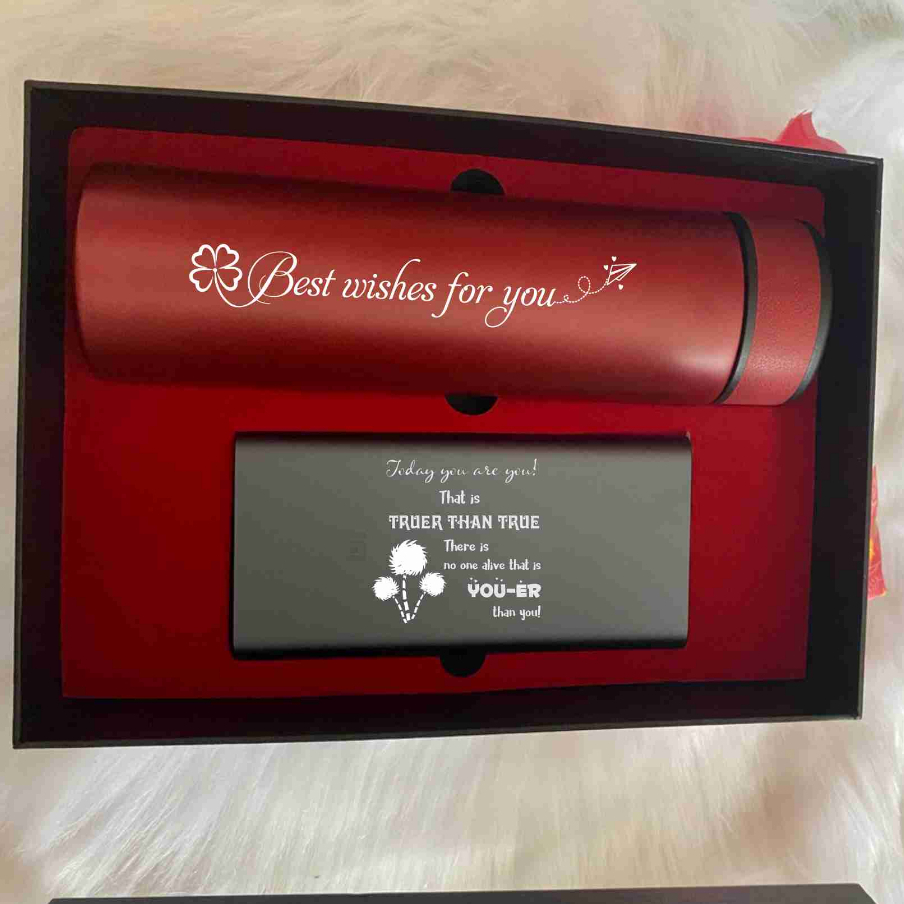 Best wishes for you
Today you are you!
That is
TRUER THAN TRUE
There is
no one alive that is
YOU-ER
than you!